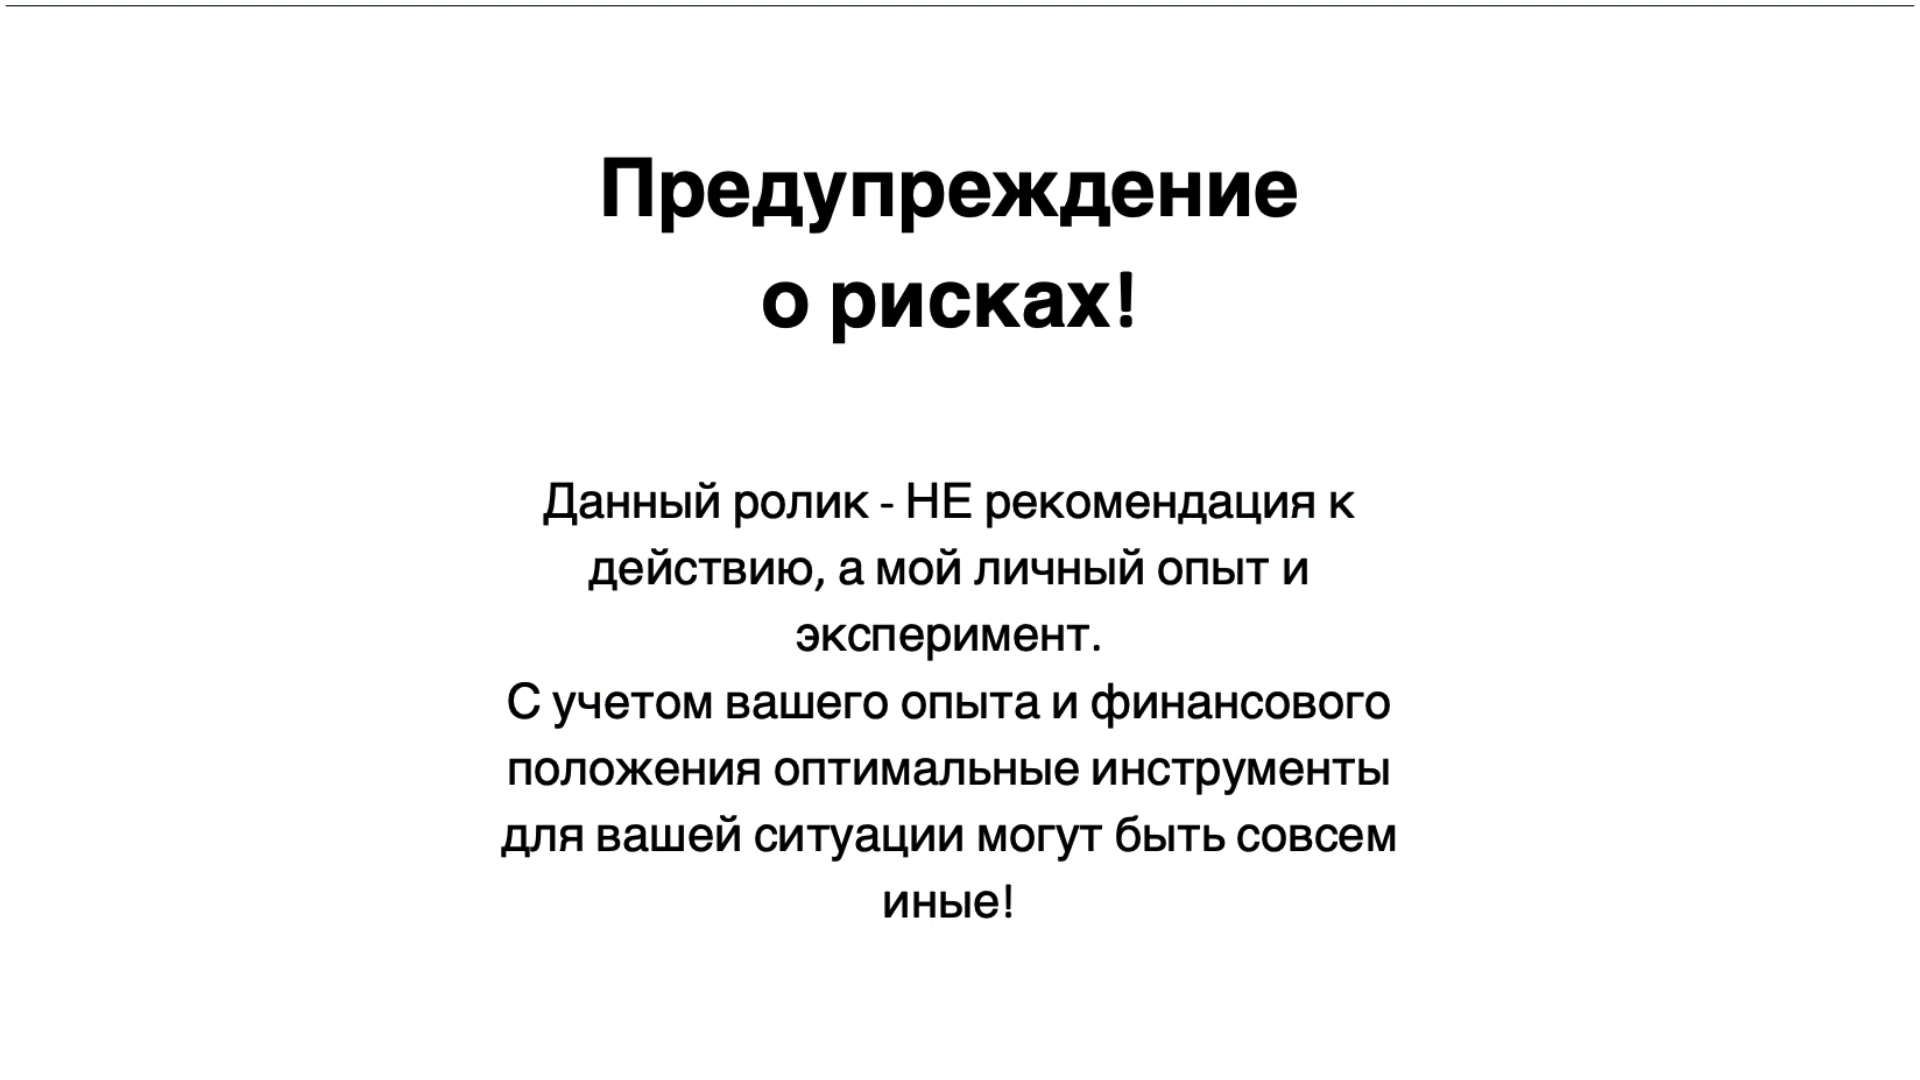 Предупреждение
о рисках!
Данный ролик - НЕ рекомендация к
действию, а мой личный опыт и
эксперимент.
С учетом вашего опыта и финансового
положения оптимальные инструменты
для вашей ситуации могут быть совсем
иные!